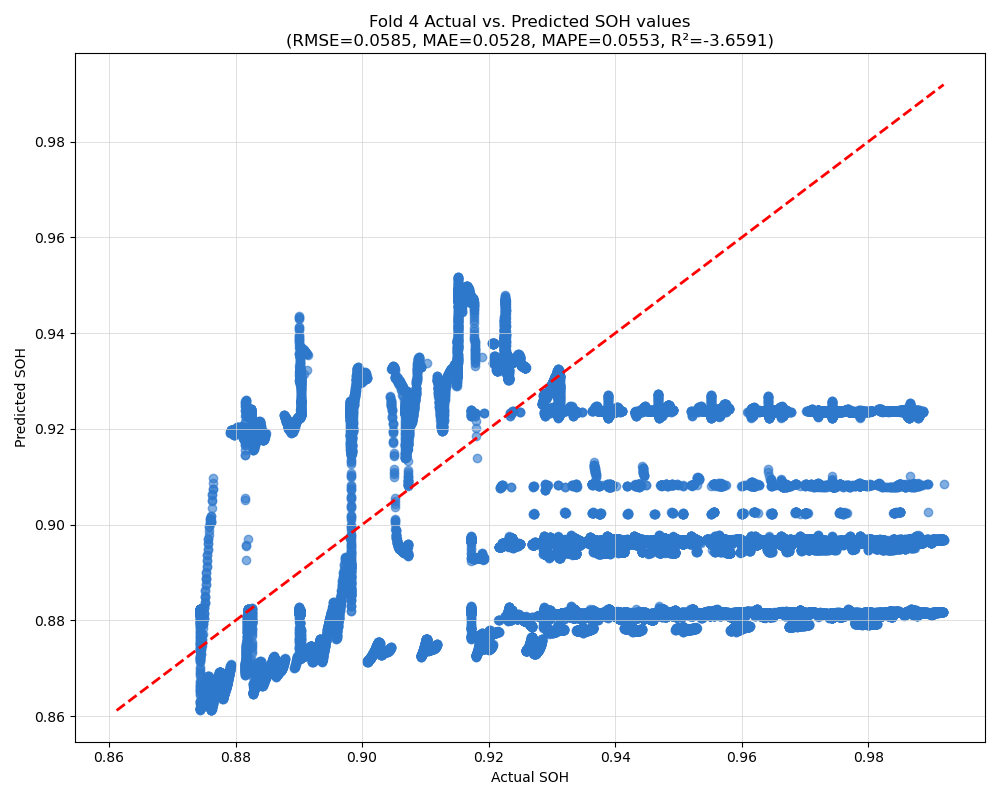 Fold 4 Actual vs. Predicted SOH values
(RMSE=0.0585, MAE=0.0528, MAPE=0.0553, R²=-3.6591)
Predicted SOH
0.98
0.96
0.94
0.92
0.90
0.88
0.86
0.86 0.88 0.90 0.92 0.94 0.96 0.98
Actual SOH